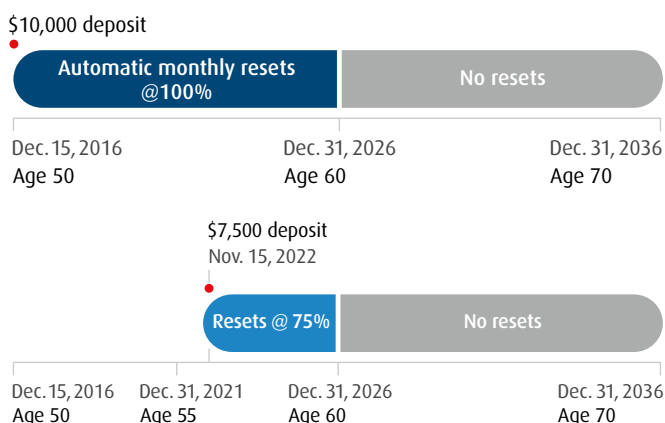 $10,000 deposit
Automatic monthly resets
@100%
No resets
Dec. 15, 2016
Dec. 31, 2026
Dec. 31, 2036
Age 50
Age 60
Age 70
$7,500 deposit
Nov. 15, 2022
Resets @ 75%
No resets
Dec. 15, 2016
Dec. 31, 2021
Dec. 31, 2026
Dec. 31, 2036
Age 50
Age 55
Age 60
Age 70